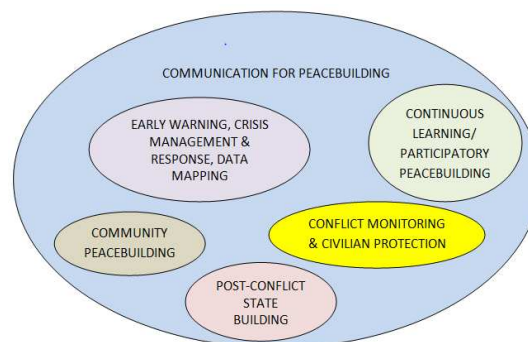 COMMUNICATION FOR PEACEBUILDING
EARLY WARNING, CRISIS
MANAGEMENT &
RESPONSE, DATA
MAPPING
CONTINUOUS
LEARNING/
PARTICIPATORY
PEACEBUILDING
COMMUNITY
PEACEBUILDING
CONFLICT MONITORING
& CIVILIAN PROTECTION
POST-CONFLICT
STATE
BUILDING